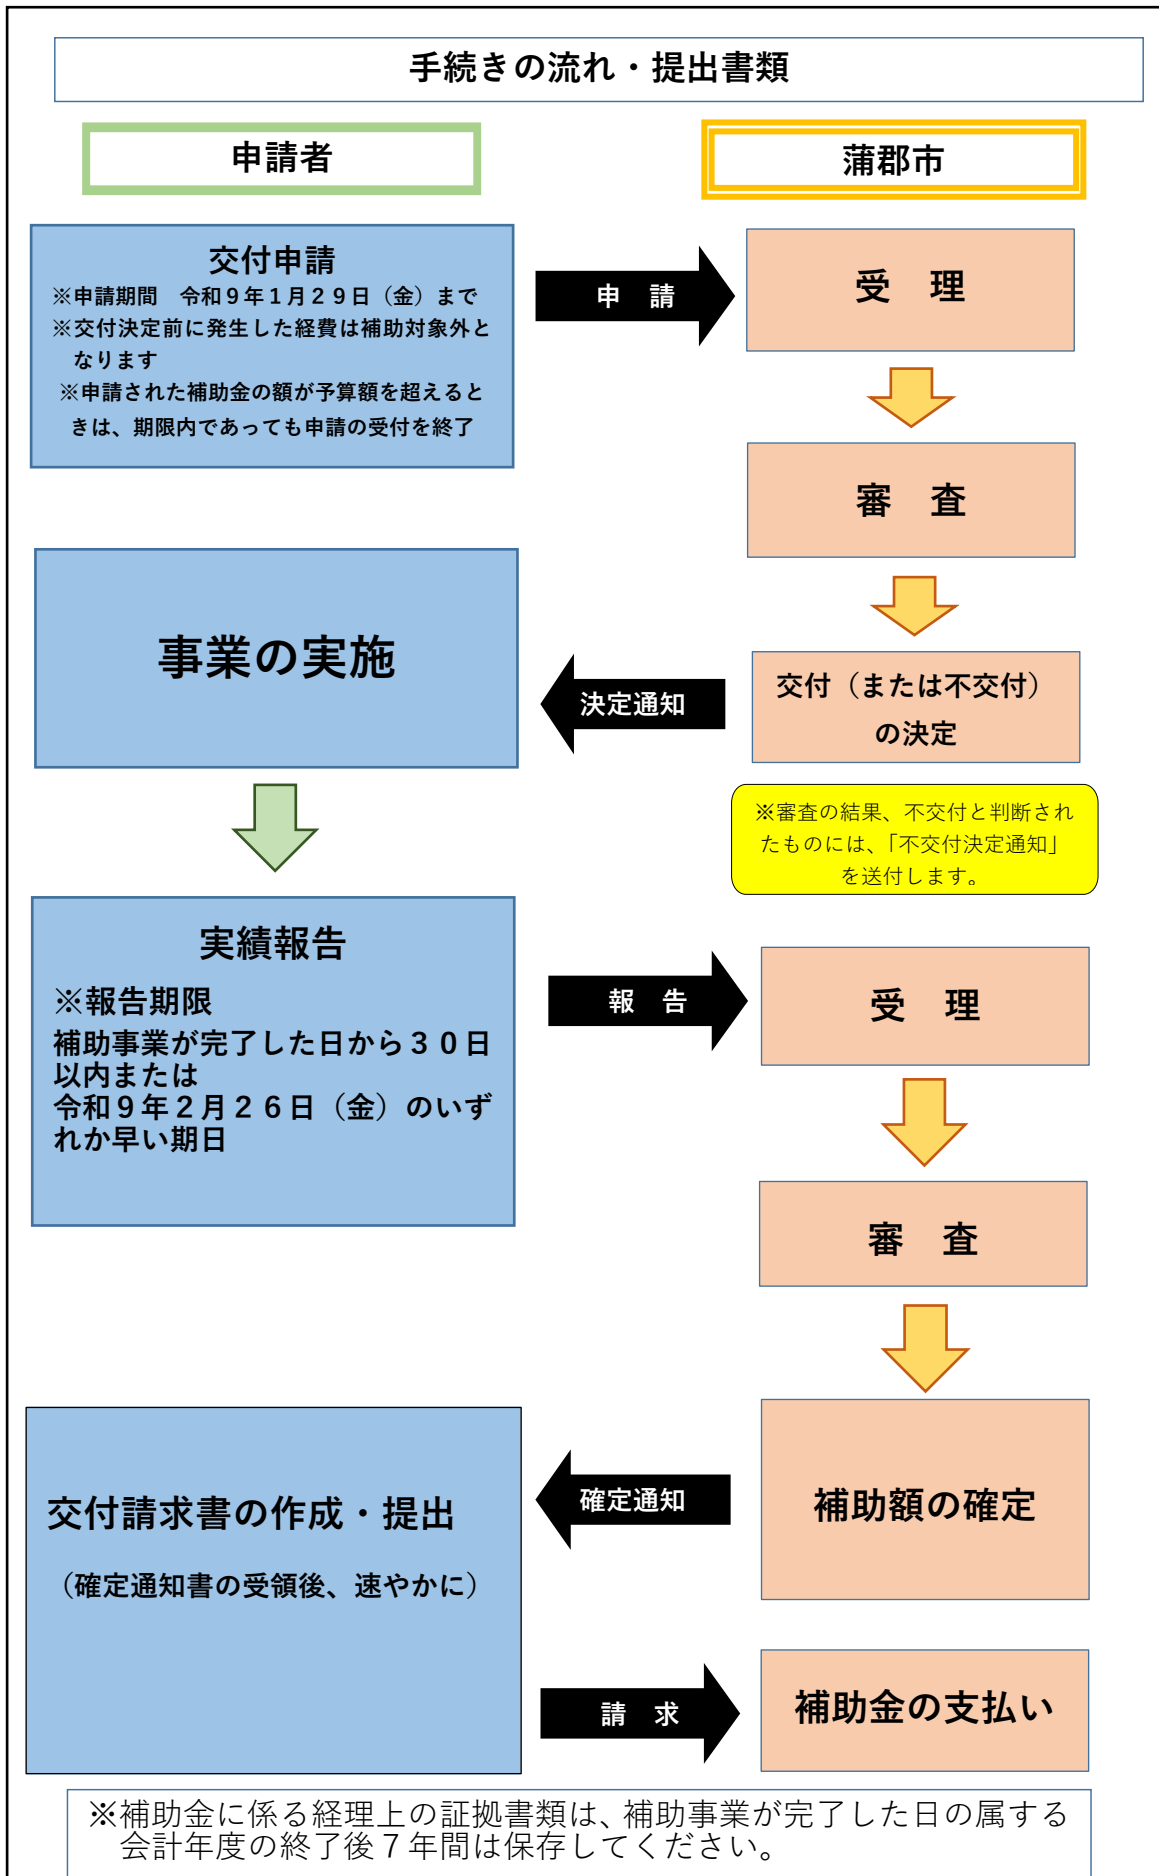 手続きの流れ・提出書類
申請者
蒲郡市
交付申請
※申請期間　令和９年１月２９日（金）まで
※交付決定前に発生した経費は補助対象外と
なります
※申請された補助金の額が予算額を超えると
きは、期限内であっても申請の受付を終了
申　請
受　理
審　査
事業の実施
決定通知
交付（または不交付）
の決定
※審査の結果、不交付と判断され
たものには、「不交付決定通知」
を送付します。
実績報告
※報告期限
補助事業が完了した日から３０日
以内または
令和９年２月２６日（金）のいず
れか早い期日
報　告
受　理
審　査
交付請求書の作成・提出
（確定通知書の受領後、速やかに）
確定通知
補助額の確定
請　求
補助金の支払い
※補助金に係る経理上の証拠書類は、補助事業が完了した日の属する
会計年度の終了後７年間は保存してください。